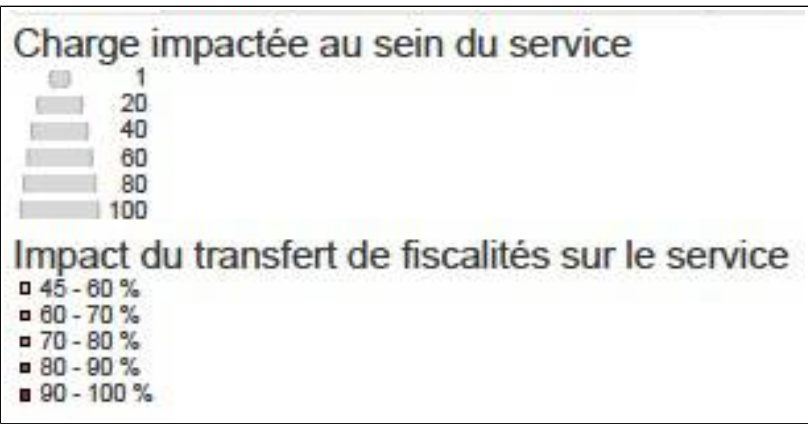 Charge impactée au sein du service
1
20
40
60
80
100
Impact du transfert de fiscalités sur le service
45 - 60 %
60 - 70 %
70 - 80 %
80 - 90 %
90 - 100 %